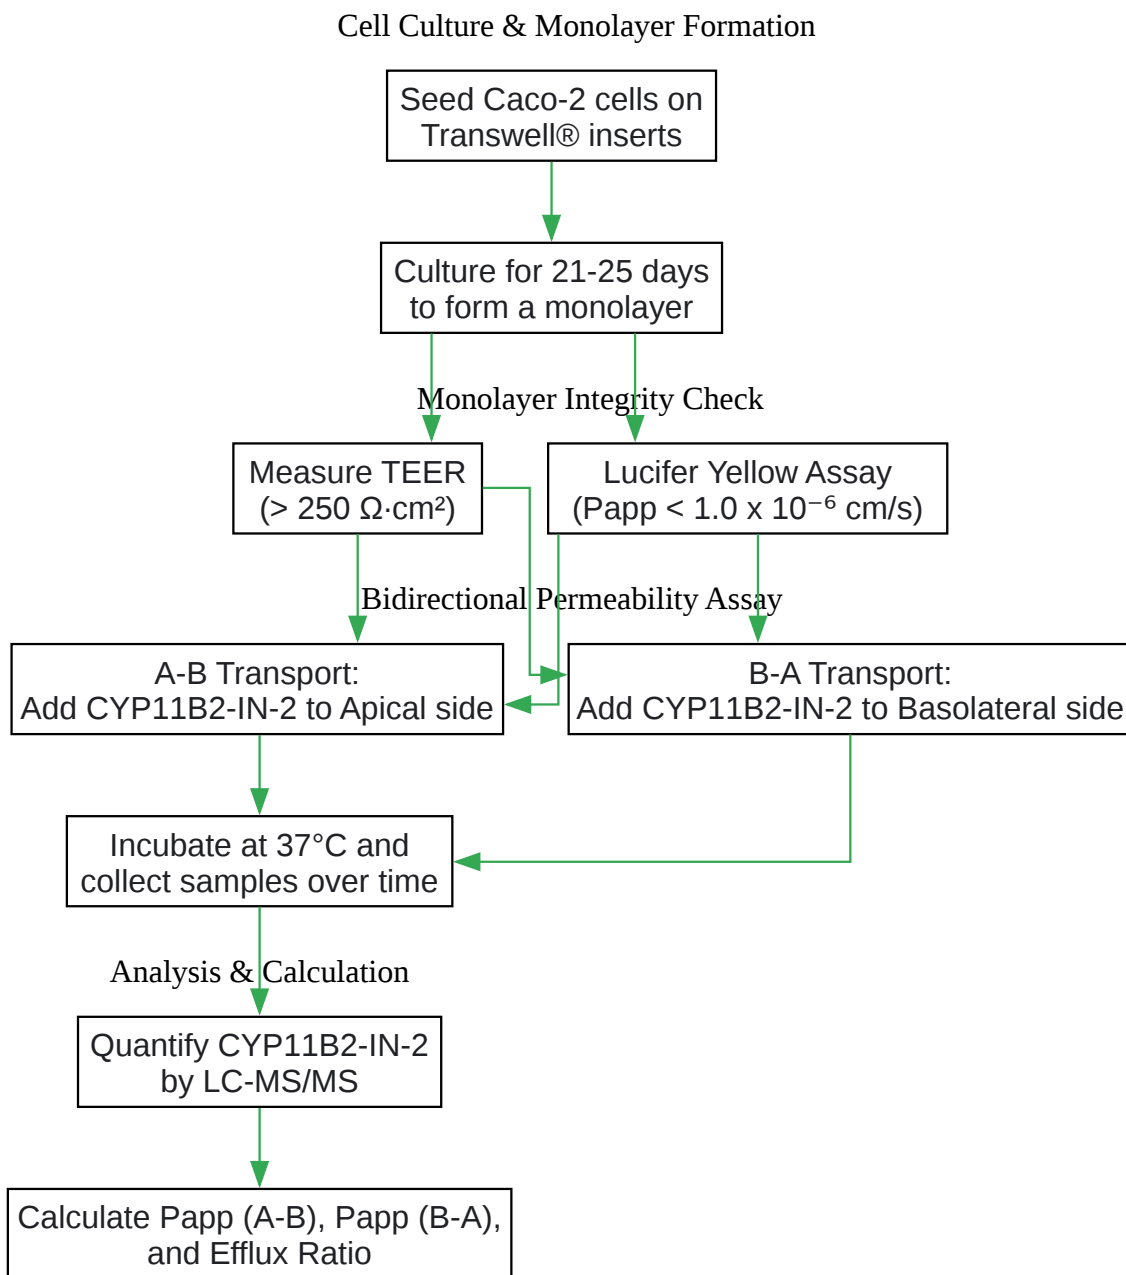 Cell Culture & Monolayer Formation
Seed Caco-2 cells on
Transwell® inserts
Culture for 21-25 days
to form a monolayer
Monolayer Integrity Check
Measure TEER
(> 250 Ω·cm²)
Lucifer Yellow Assay
(Papp < 1.0 x 10⁻⁶ cm/s)
Bidirectional Permeability Assay
A-B Transport:
Add CYP11B2-IN-2 to Apical side
B-A Transport:
Add CYP11B2-IN-2 to Basolateral side
Incubate at 37°C and
collect samples over time
Analysis & Calculation
Quantify CYP11B2-IN-2
by LC-MS/MS
Calculate Papp (A-B), Papp (B-A),
and Efflux Ratio